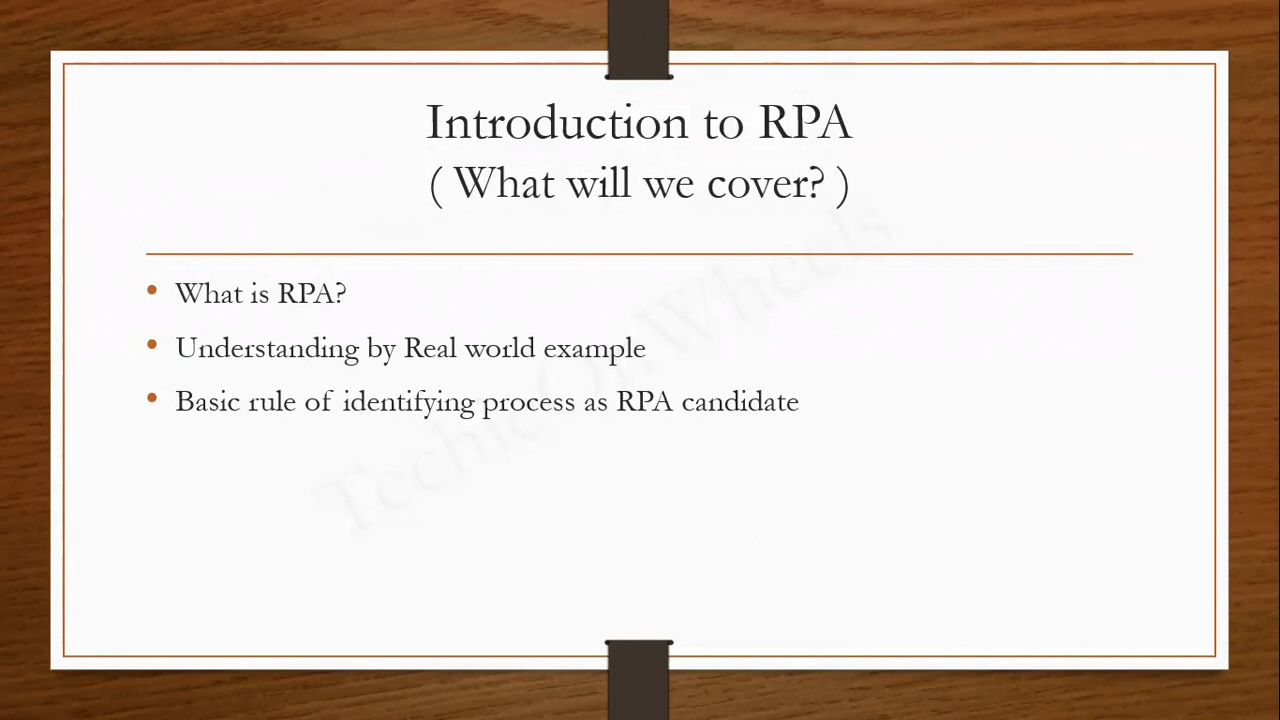 Introduction to RPA
( What will we cover? )
• What is RPA?
• Understanding by Real world example
• Basic rule of identifying process as RPA candidate